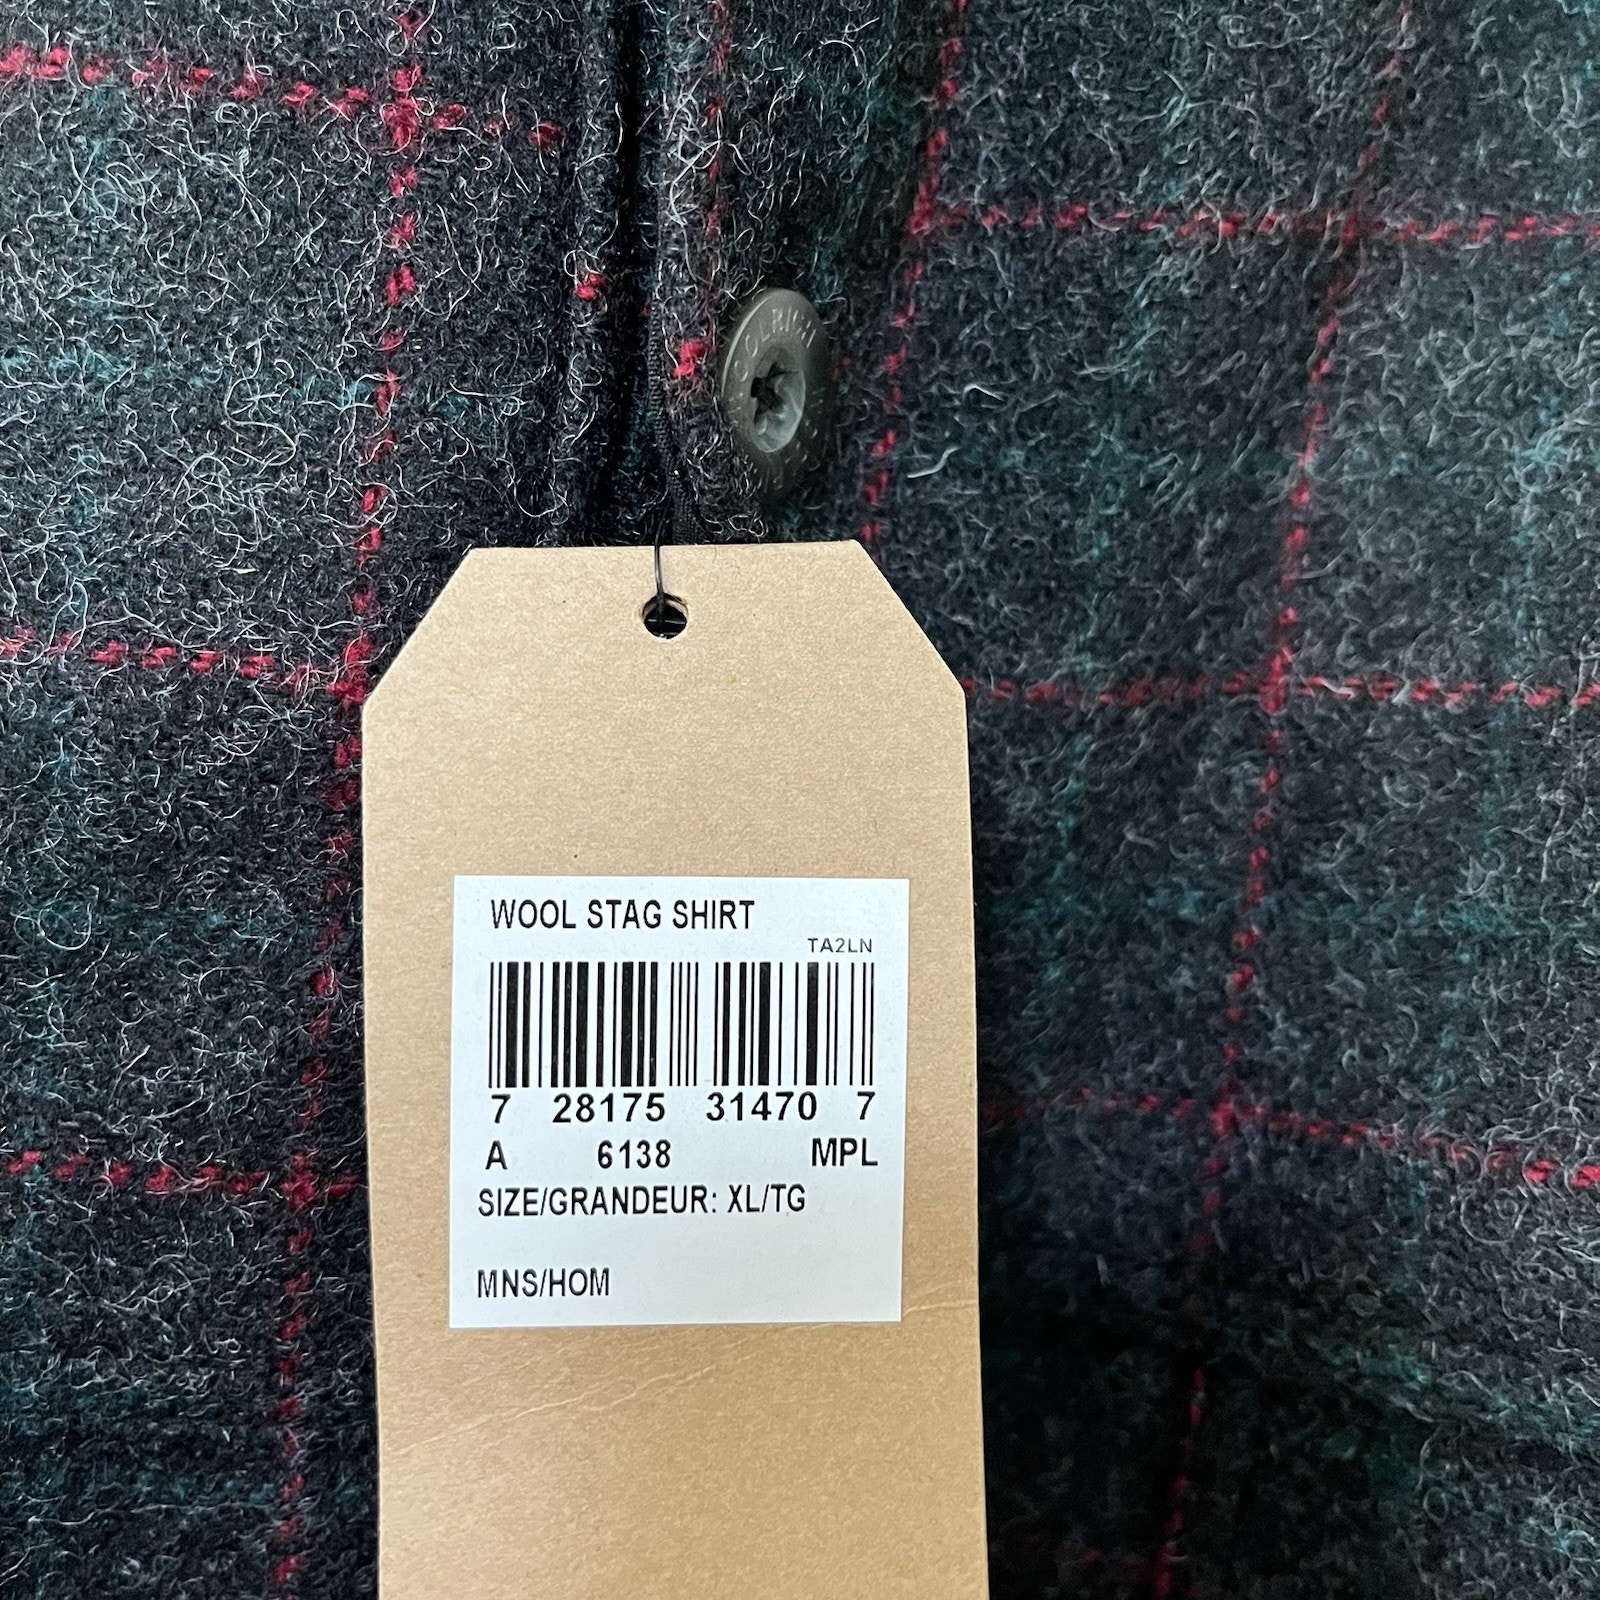 WOOL STAG SHIRT
TA2LN
7 28175 31470 7
A 6138 MPL
SIZE/GRANDEUR: XL/TG
MNS/HOM